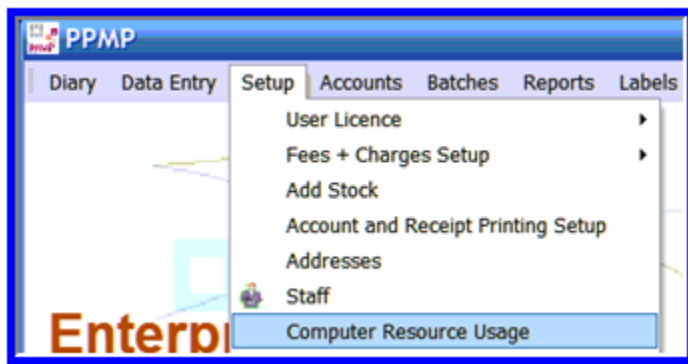 PPMP
Diary Data Entry Setup Accounts Batches Reports Labels
User Licence
Fees + Charges Setup
Add Stock
Account and Receipt Printing Setup
Addresses
Staff
Computer Resource Usage